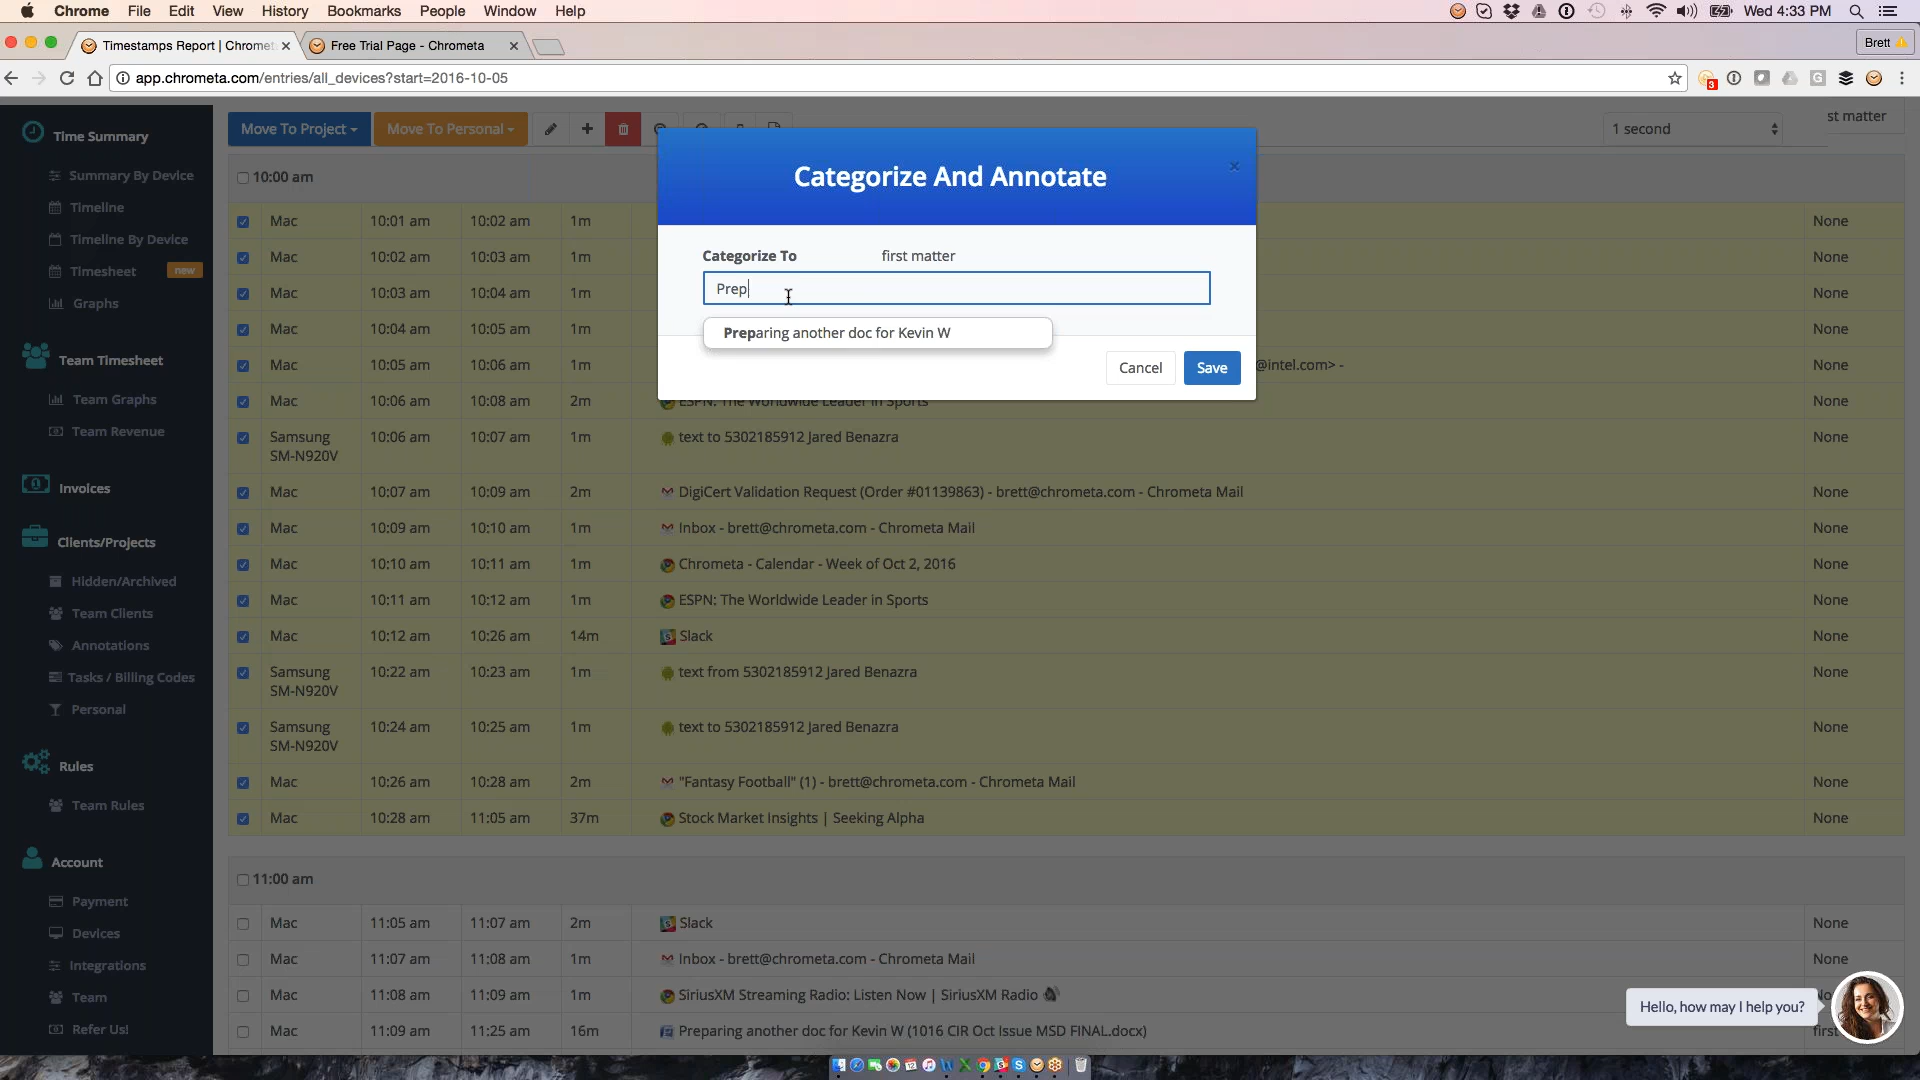 Chrome File Edit View History Bookmarks People Window Help Wed 4:33 PM
Timestamps Report | Chromet Free Trial Page - Chrometa Brett
app.chrometa.com/entries/all_devices?start=2016-10-05 3
Time Summary
Summary By Device
Timeline
Timeline By Device
Timesheet new
Graphs
Team Timesheet
Team Graphs
Team Revenue
Invoices
Clients/Projects
Hidden/Archived
Team Clients
Annotations
Tasks / Billing Codes
Personal
Rules
Team Rules
Account
Payment
Devices
Integrations
Team
Refer Us!
Move To Project Move To Personal 1 second st matter
Categorize And Annotate ×
Categorize To first matter
Prep
Preparing another doc for Kevin W
Cancel Save
10:00 am
Mac 10:01 am 10:02 am 1m None
Mac 10:02 am 10:03 am 1m None
Mac 10:03 am 10:04 am 1m None
Mac 10:04 am 10:05 am 1m None
Mac 10:05 am 10:06 am 1m @intel.com> - None
Mac 10:06 am 10:08 am 2m ESPN: The Worldwide Leader in Sports None
Samsung 10:06 am 10:07 am 1m text to 5302185912 Jared Benazra None
SM-N920V
Mac 10:07 am 10:09 am 2m DigiCert Validation Request (Order #01139863) - brett@chrometa.com - Chrometa Mail None
Mac 10:09 am 10:10 am 1m Inbox - brett@chrometa.com - Chrometa Mail None
Mac 10:10 am 10:11 am 1m Chrometa - Calendar - Week of Oct 2, 2016 None
Mac 10:11 am 10:12 am 1m ESPN: The Worldwide Leader in Sports None
Mac 10:12 am 10:26 am 14m Slack None
Samsung 10:22 am 10:23 am 1m text from 5302185912 Jared Benazra None
SM-N920V
Samsung 10:24 am 10:25 am 1m text to 5302185912 Jared Benazra None
SM-N920V
Mac 10:26 am 10:28 am 2m "Fantasy Football" (1) - brett@chrometa.com - Chrometa Mail None
Mac 10:28 am 11:05 am 37m Stock Market Insights | Seeking Alpha None
11:00 am
Mac 11:05 am 11:07 am 2m Slack None
Mac 11:07 am 11:08 am 1m Inbox - brett@chrometa.com - Chrometa Mail None
Mac 11:08 am 11:09 am 1m SiriusXM Streaming Radio: Listen Now | SiriusXM Radio
Mac 11:09 am 11:25 am 16m Preparing another doc for Kevin W (1016 CIR Oct Issue MSD FINAL.docx) first
Hello, how may I help you?